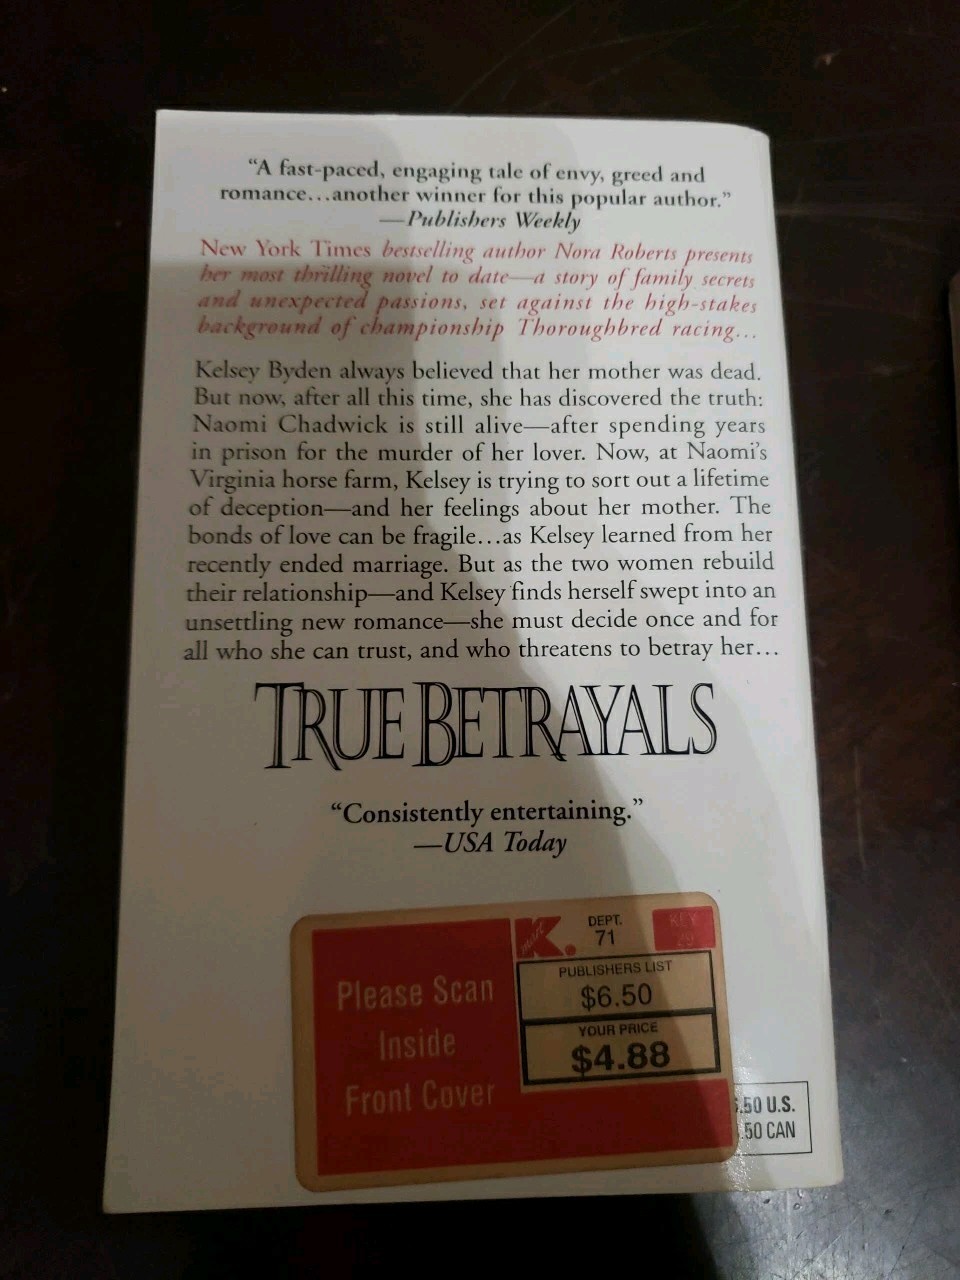 “A fast-paced, engaging tale of envy, greed and
romance...another winner for this popular author.”
—Publishers Weekly
New York Times bestselling author Nora Roberts presents
her most thrilling novel to date—a story of family secrets
and unexpected passions, set against the high-stakes
background of championship Thoroughbred racing...
Kelsey Byden always believed that her mother was dead.
But now, after all this time, she has discovered the truth:
Naomi Chadwick is still alive—after spending years
in prison for the murder of her lover. Now, at Naomi’s
Virginia horse farm, Kelsey is trying to sort out a lifetime
of deception—and her feelings about her mother. The
bonds of love can be fragile...as Kelsey learned from her
recently ended marriage. But as the two women rebuild
their relationship—and Kelsey finds herself swept into an
unsettling new romance—she must decide once and for
all who she can trust, and who threatens to betray her...
TRUE BETRAYALS
“Consistently entertaining.”
—USA Today
Please Scan
Inside
Front Cover
Kmart.
DEPT.
71
KEY
PUBLISHERS LIST
$6.50
YOUR PRICE
$4.88
.50 U.S.
.50 CAN